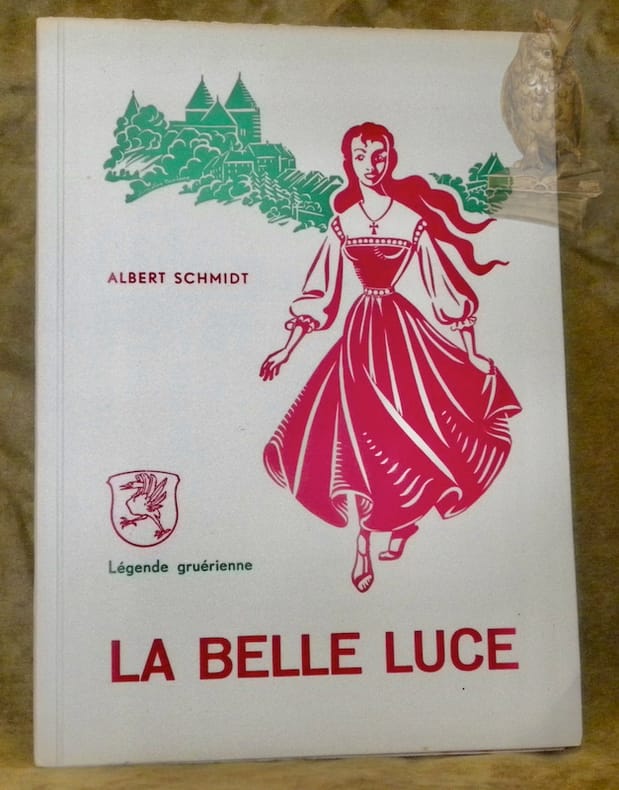 ALBERT SCHMIDT
Légende gruérienne
LA BELLE LUCE